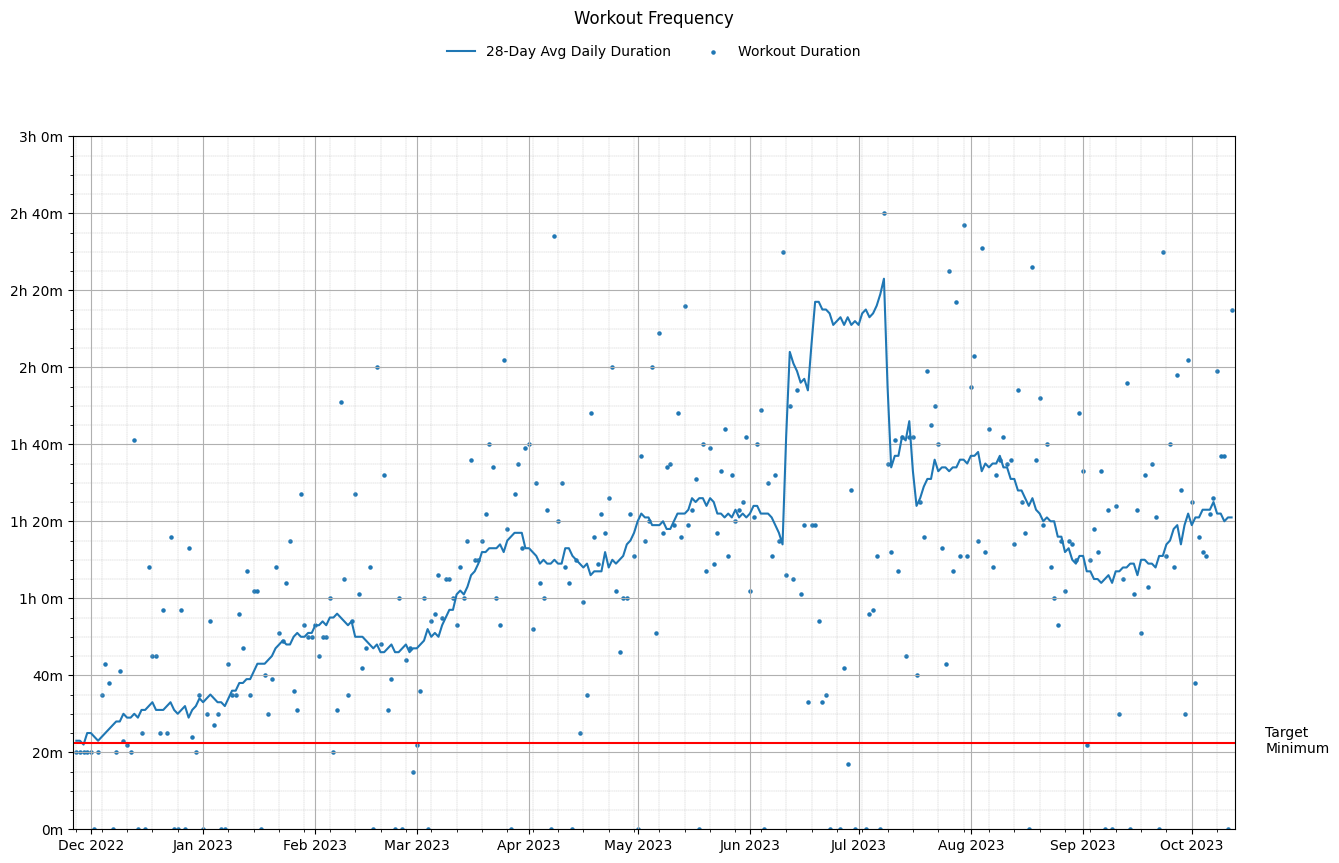 Workout Frequency
28-Day Avg Daily Duration
Workout Duration
3h 0m
2h 40m
2h 20m
2h 0m
1h 40m
1h 20m
1h 0m
40m
20m
0m
Target
Minimum
Dec 2022
Jan 2023
Feb 2023
Mar 2023
Apr 2023
May 2023
Jun 2023
Jul 2023
Aug 2023
Sep 2023
Oct 2023